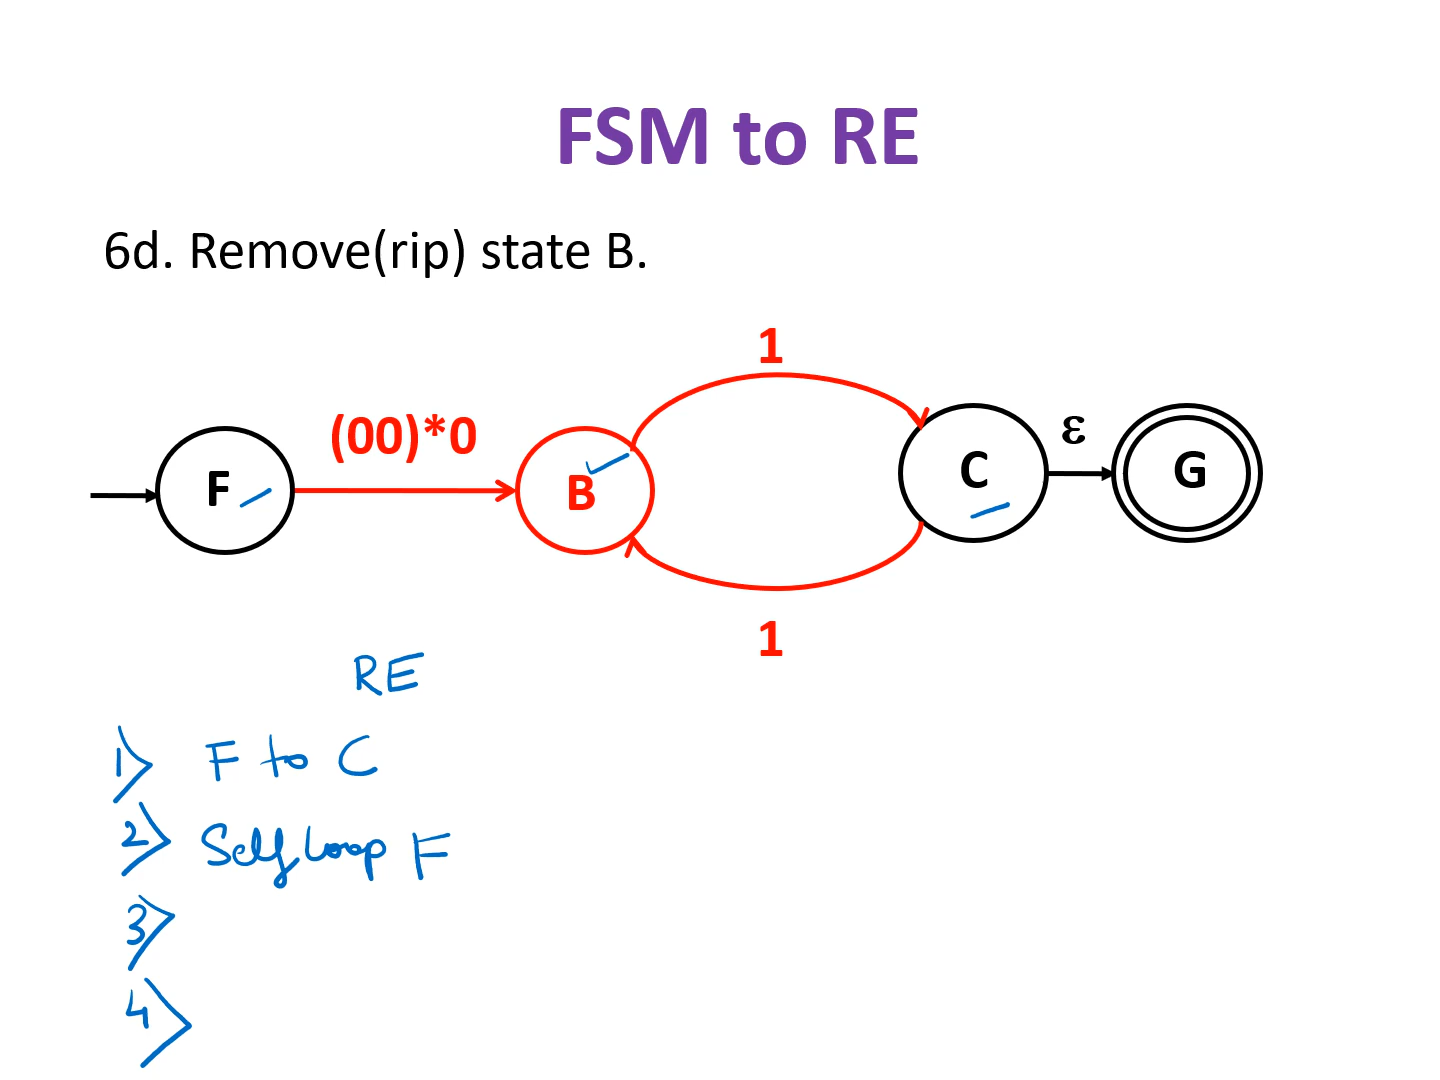 FSM to RE
6d. Remove(rip) state B.
1
(00)*0
ε
F
B
C
G
1
RE
1) F to C
2) Self loop F
3)
4)